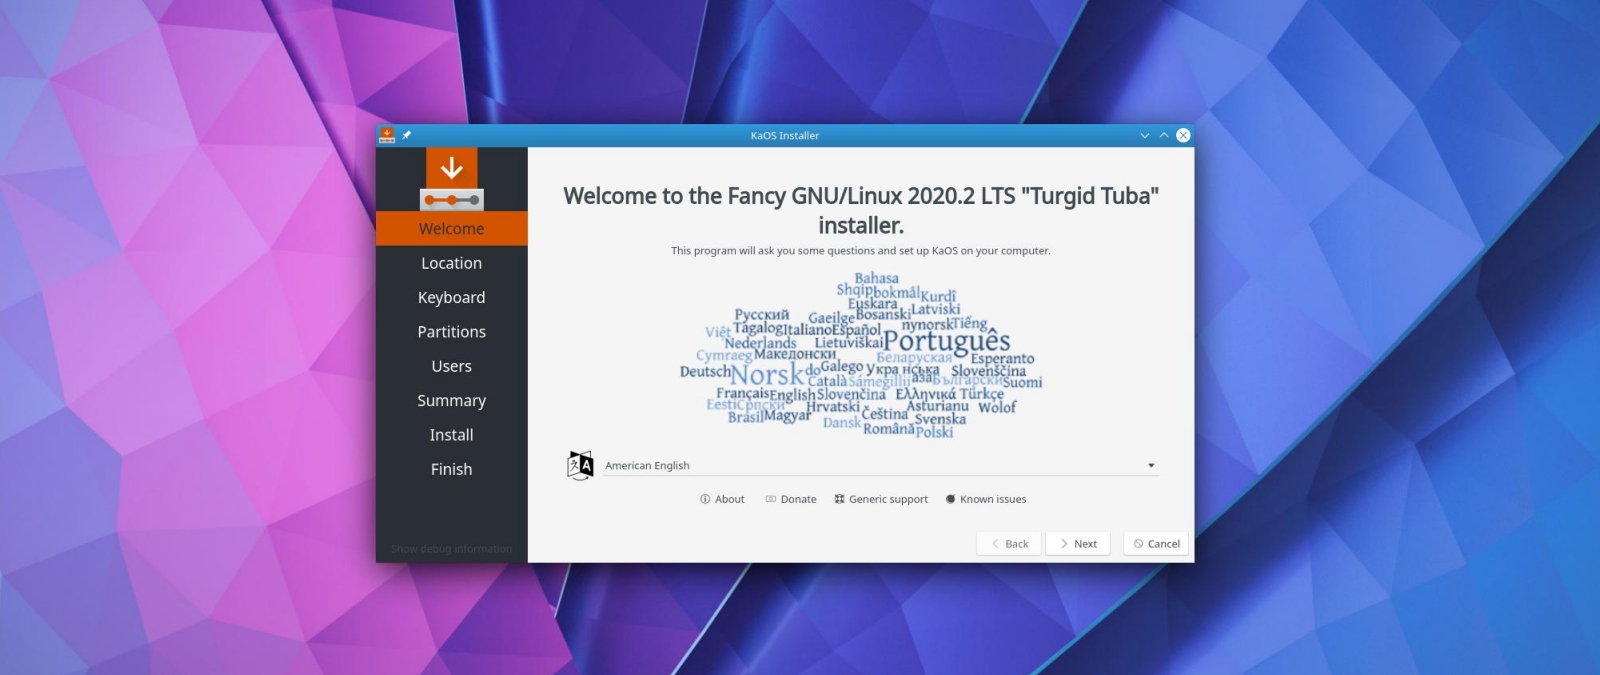 KaOS Installer
Welcome
Location
Keyboard
Partitions
Users
Summary
Install
Finish
Show debug information
Welcome to the Fancy GNU/Linux 2020.2 LTS "Turgid Tuba"
installer.
This program will ask you some questions and set up KaOS on your computer.
Bahasa
Shqip bokmål Kurdî
Euskara Latviski
Русский Gaeilge Bosanski
Việt Tagalog Italiano Español nynorsk Tiếng
Nederlands Lietuviškai Português
Cymraeg Македонски Беларуская Esperanto
Deutsch Norsk do Galego Укра нська Slovenščina
Català Sámegillii аза Български Suomi
Français English Slovenčina Ελληνικά Türkçe
Eesti Српски Hrvatski Asturianu Wolof
Brasil Magyar Dansk Čeština Svenska
Română Polski
American English
About Donate Generic support Known issues
Back Next Cancel